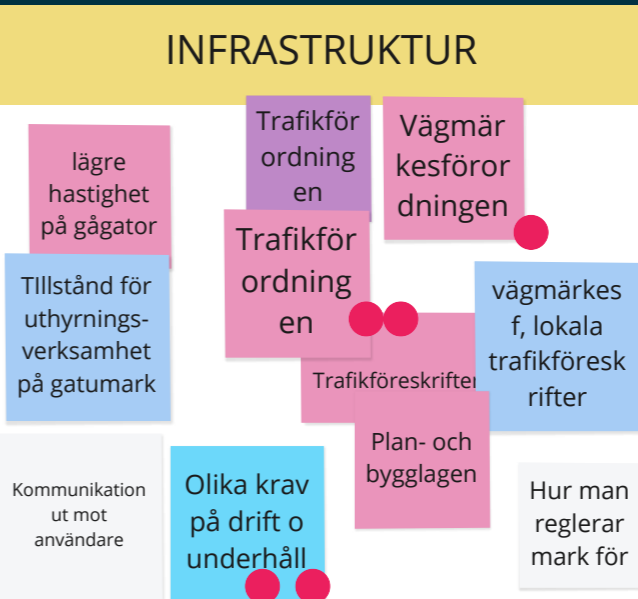 INFRASTRUKTUR
Trafikför
ordning
en
Vägmär
kesföror
dningen
lägre
hastighet
på gågator
Trafikför
ordning
en
TIllstånd för
uthyrnings-
verksamhet
på gatumark
vägmärkes
f, lokala
trafikföresk
rifter
Trafikföreskrifter
Plan- och
bygglagen
Kommunikation
ut mot
användare
Olika krav
på drift o
underhåll
Hur man
reglerar
mark för